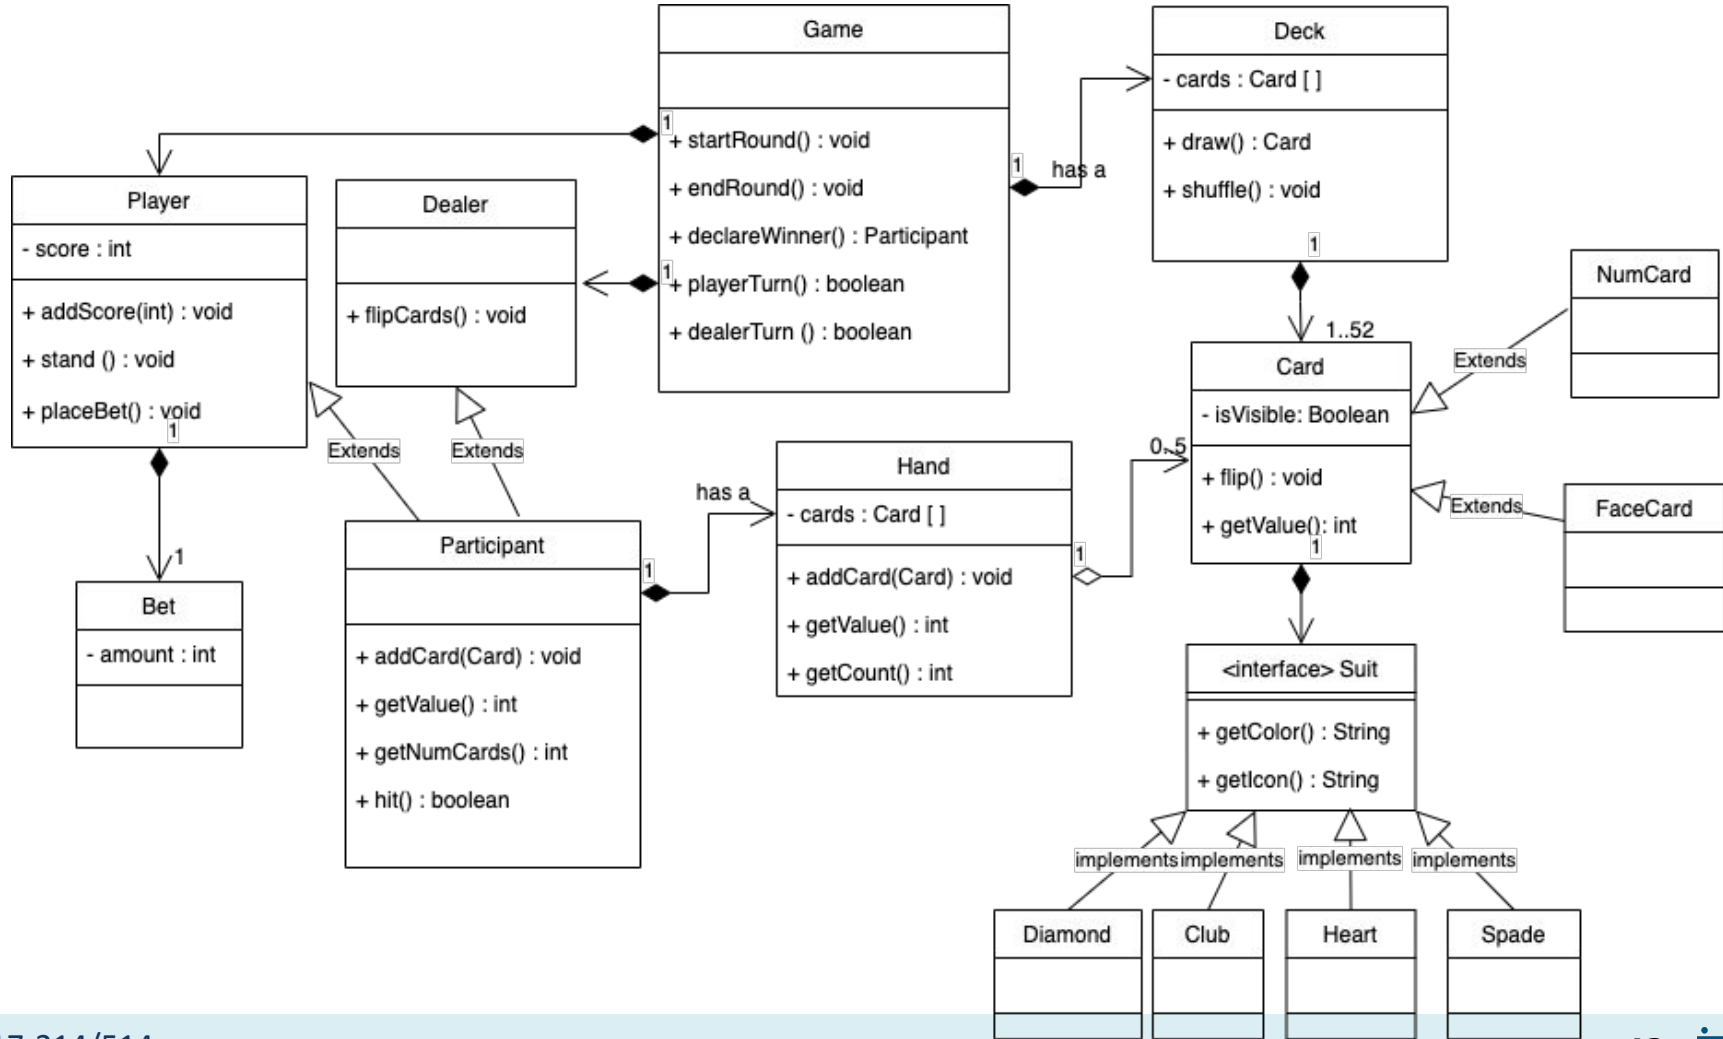 Game
1
+ startRound() : void
+ endRound() : void
+ declareWinner() : Participant
1
+ playerTurn() : boolean
+ dealerTurn () : boolean
1
has a
Deck
- cards : Card [ ]
+ draw() : Card
+ shuffle() : void
1
1..52
Player
- score : int
+ addScore(int) : void
+ stand () : void
+ placeBet() : void
1
1
Dealer
+ flipCards() : void
Extends
Extends
Bet
- amount : int
Participant
+ addCard(Card) : void
+ getValue() : int
+ getNumCards() : int
+ hit() : boolean
1
has a
Hand
- cards : Card [ ]
+ addCard(Card) : void
+ getValue() : int
+ getCount() : int
1
0..5
Card
- isVisible: Boolean
+ flip() : void
+ getValue(): int
1
NumCard
Extends
FaceCard
Extends
<interface> Suit
+ getColor() : String
+ getIcon() : String
implements
implements
implements
implements
Diamond
Club
Heart
Spade